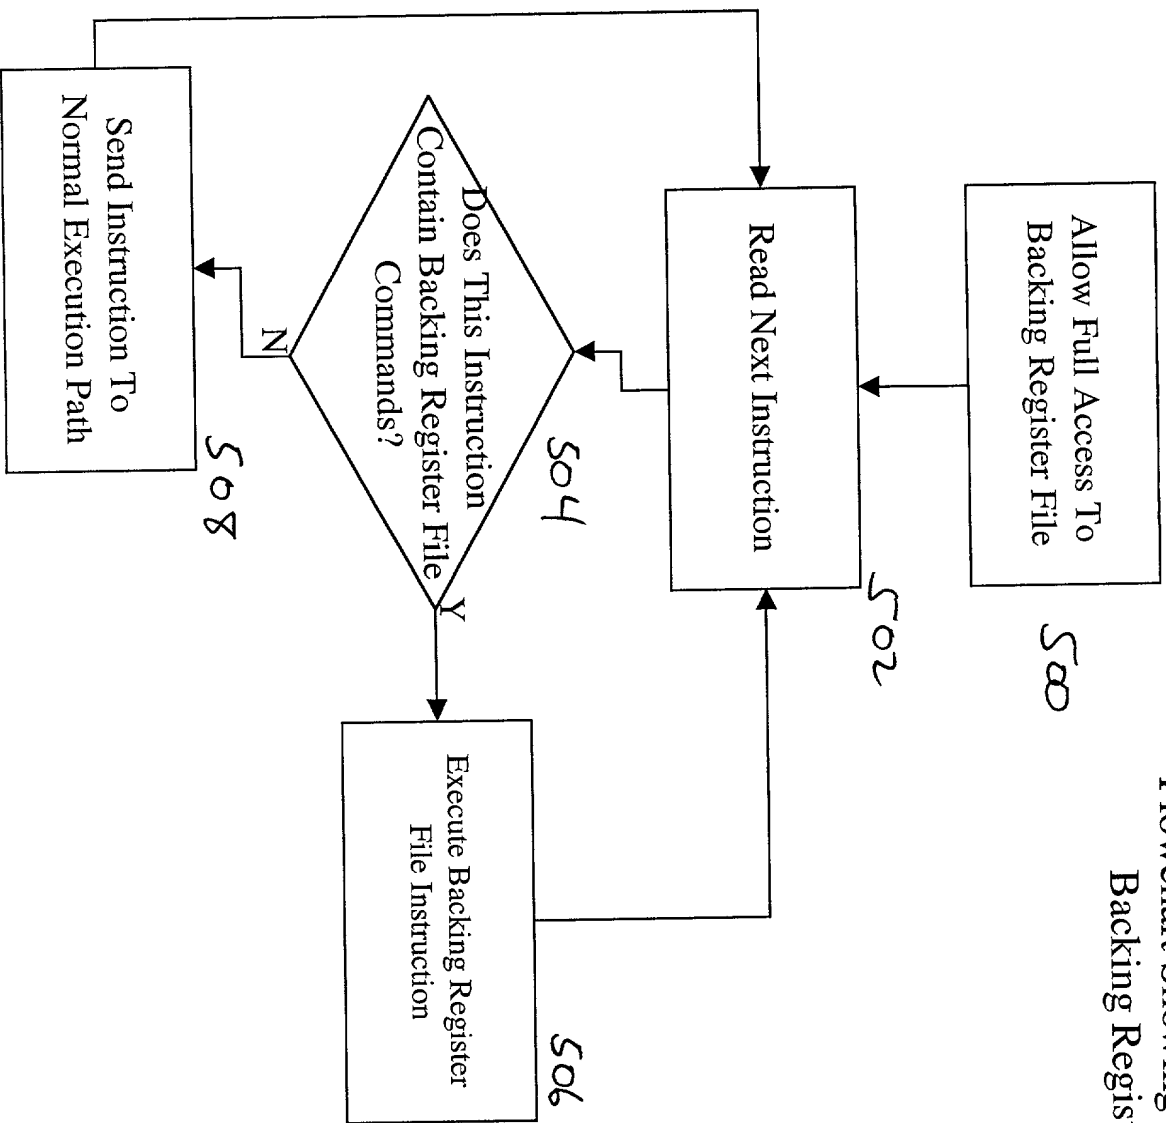 Backing Regist
Allow Full Access To
Backing Register File
500
Read Next Instruction
502
Does This Instruction
Contain Backing Register File
Commands?
504
Y
N
Execute Backing Register
File Instruction
506
Send Instruction To
Normal Execution Path
508